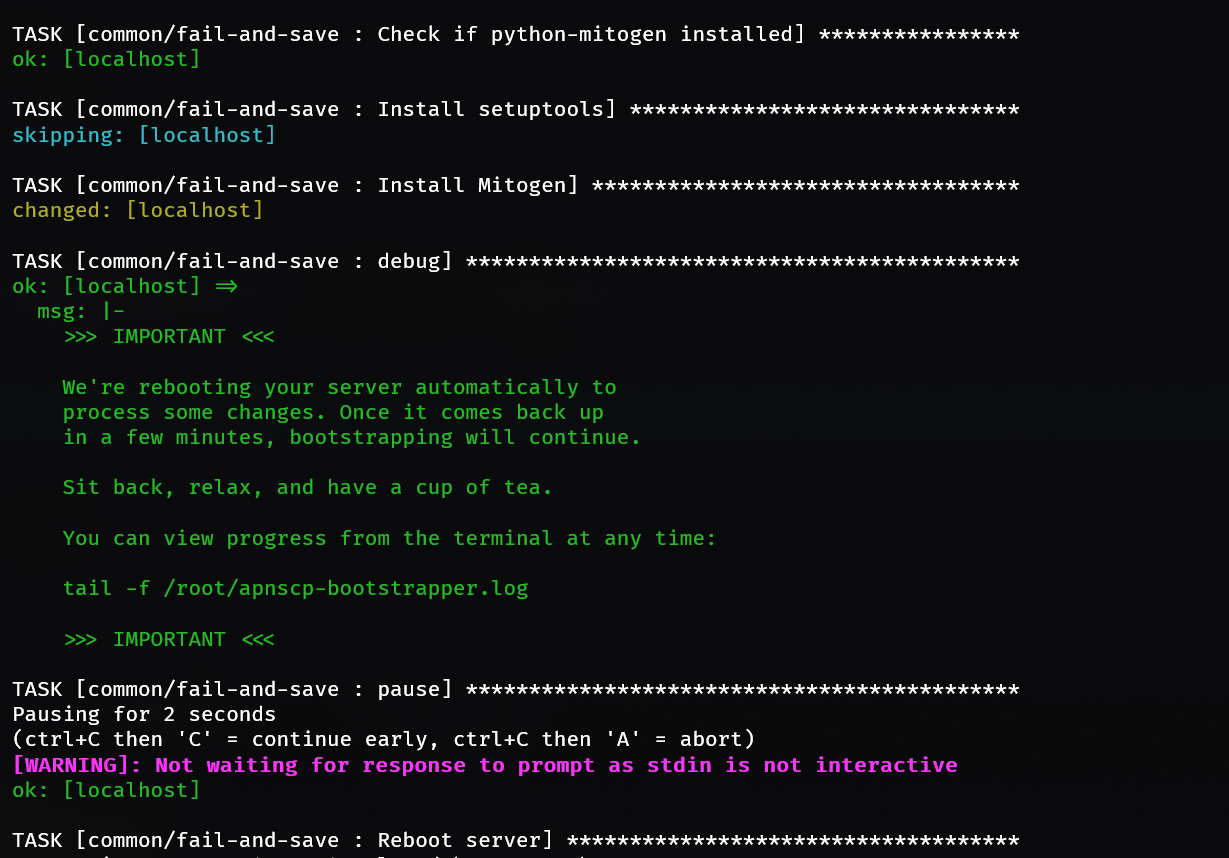 TASK [common/fail-and-save : Check if python-mitogen installed] ****************
ok: [localhost]
TASK [common/fail-and-save : Install setuptools] *******************************
skipping: [localhost]
TASK [common/fail-and-save : Install Mitogen] **********************************
changed: [localhost]
TASK [common/fail-and-save : debug] ********************************************
ok: [localhost] =>
msg: |-
>>> IMPORTANT <<<
We're rebooting your server automatically to
process some changes. Once it comes back up
in a few minutes, bootstrapping will continue.
Sit back, relax, and have a cup of tea.
You can view progress from the terminal at any time:
tail -f /root/apnscp-bootstrapper.log
>>> IMPORTANT <<<
TASK [common/fail-and-save : pause] ********************************************
Pausing for 2 seconds
(ctrl+C then 'C' = continue early, ctrl+C then 'A' = abort)
[WARNING]: Not waiting for response to prompt as stdin is not interactive
ok: [localhost]
TASK [common/fail-and-save : Reboot server] ************************************